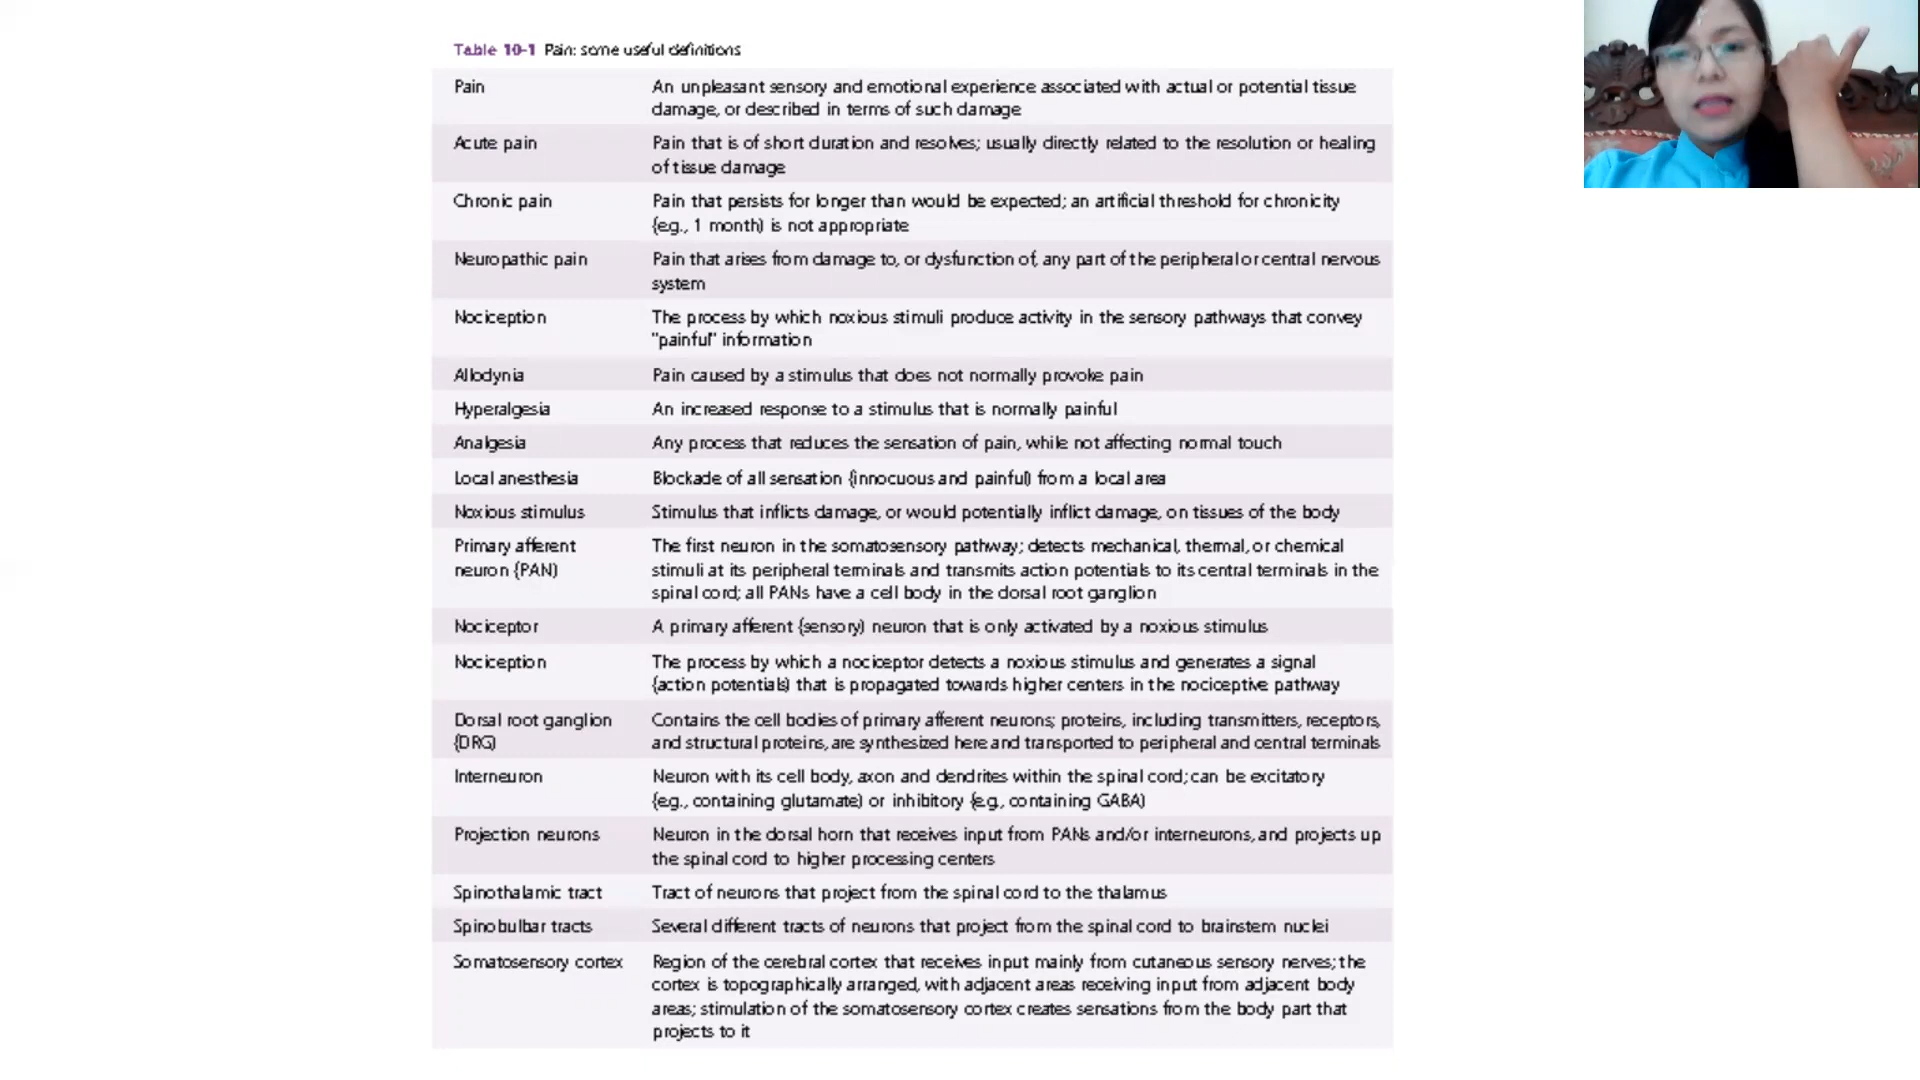 Table 10-1 Pain: some useful definitions
Pain An unpleasant sensory and emotional experience associated with actual or potential tissue
damage, or described in terms of such damage
Acute pain Pain that is of short duration and resolves; usually directly related to the resolution or healing
of tissue damage
Chronic pain Pain that persists for longer than would be expected; an artificial threshold for chronicity
(e.g., 1 month) is not appropriate
Neuropathic pain Pain that arises from damage to, or dysfunction of, any part of the peripheral or central nervous
system
Nociception The process by which noxious stimuli produce activity in the sensory pathways that convey
"painful" information
Allodynia Pain caused by a stimulus that does not normally provoke pain
Hyperalgesia An increased response to a stimulus that is normally painful
Analgesia Any process that reduces the sensation of pain, while not affecting normal touch
Local anesthesia Blockade of all sensation (innocuous and painful) from a local area
Noxious stimulus Stimulus that inflicts damage, or would potentially inflict damage, on tissues of the body
Primary afferent The first neuron in the somatosensory pathway; detects mechanical, thermal, or chemical
neuron (PAN) stimuli at its peripheral terminals and transmits action potentials to its central terminals in the
spinal cord; all PANs have a cell body in the dorsal root ganglion
Nociceptor A primary afferent (sensory) neuron that is only activated by a noxious stimulus
Nociception The process by which a nociceptor detects a noxious stimulus and generates a signal
(action potentials) that is propagated towards higher centers in the nociceptive pathway
Dorsal root ganglion Contains the cell bodies of primary afferent neurons; proteins, including transmitters, receptors,
(DRG) and structural proteins, are synthesized here and transported to peripheral and central terminals
Interneuron Neuron with its cell body, axon and dendrites within the spinal cord; can be excitatory
(e.g., containing glutamate) or inhibitory (e.g., containing GABA)
Projection neurons Neuron in the dorsal horn that receives input from PANs and/or interneurons, and projects up
the spinal cord to higher processing centers
Spinothalamic tract Tract of neurons that project from the spinal cord to the thalamus
Spinobulbar tracts Several different tracts of neurons that project from the spinal cord to brainstem nuclei
Somatosensory cortex Region of the cerebral cortex that receives input mainly from cutaneous sensory nerves; the
cortex is topographically arranged, with adjacent areas receiving input from adjacent body
areas; stimulation of the somatosensory cortex creates sensations from the body part that
projects to it